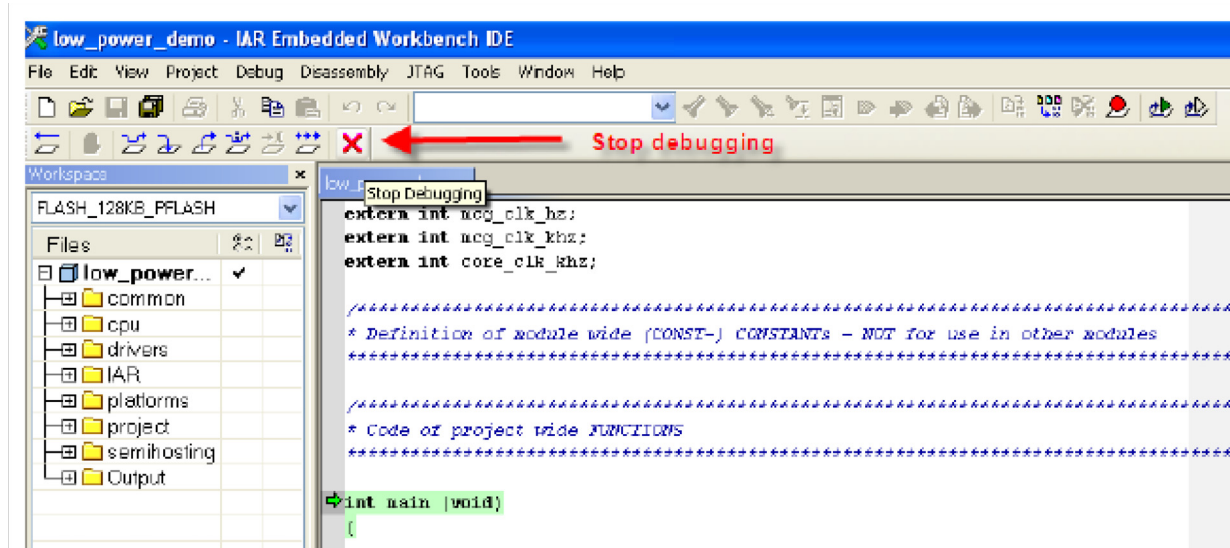 low_power_demo - IAR Embedded Workbench IDE
File Edit View Project Debug Disassembly JTAG Tools Window Help
Stop debugging
Workspace
Stop Debugging
FLASH_128KB_PFLASH
extern int mcg_clk_hz;
Files
extern int mcg_clk_khz;
low_power...
extern int core_clk_khz;
common
cpu
* Definition of module wide (CONST-) CONSTANTs - NOT for use in other modules
drivers
IAR
platforms
project
* Code of project wide FUNCTIONS
semihosting
Output
int main (void)
{